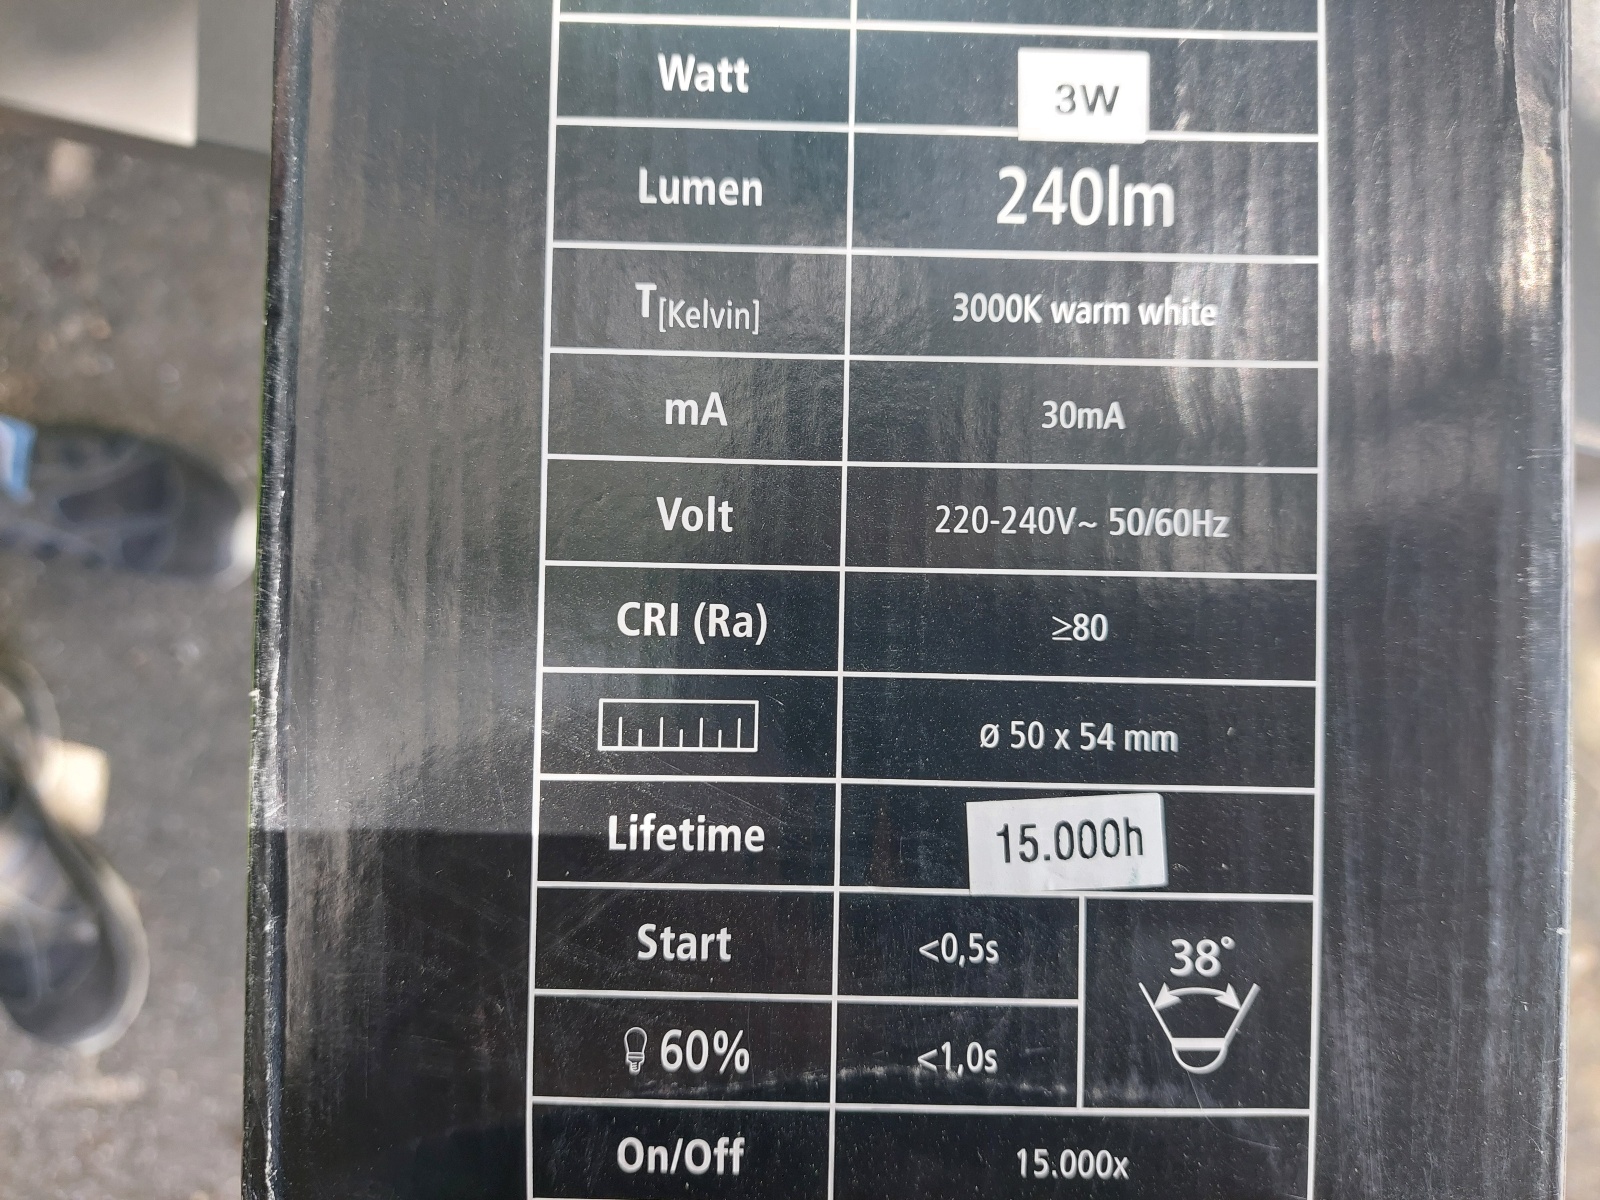 Watt 3W
Lumen 240lm
T[Kelvin] 3000K warm white
mA 30mA
Volt 220-240V~ 50/60Hz
CRI (Ra) ≥80
ø 50 x 54 mm
Lifetime 15.000h
Start <0,5s
38°
60% <1,0s
On/Off 15.000x